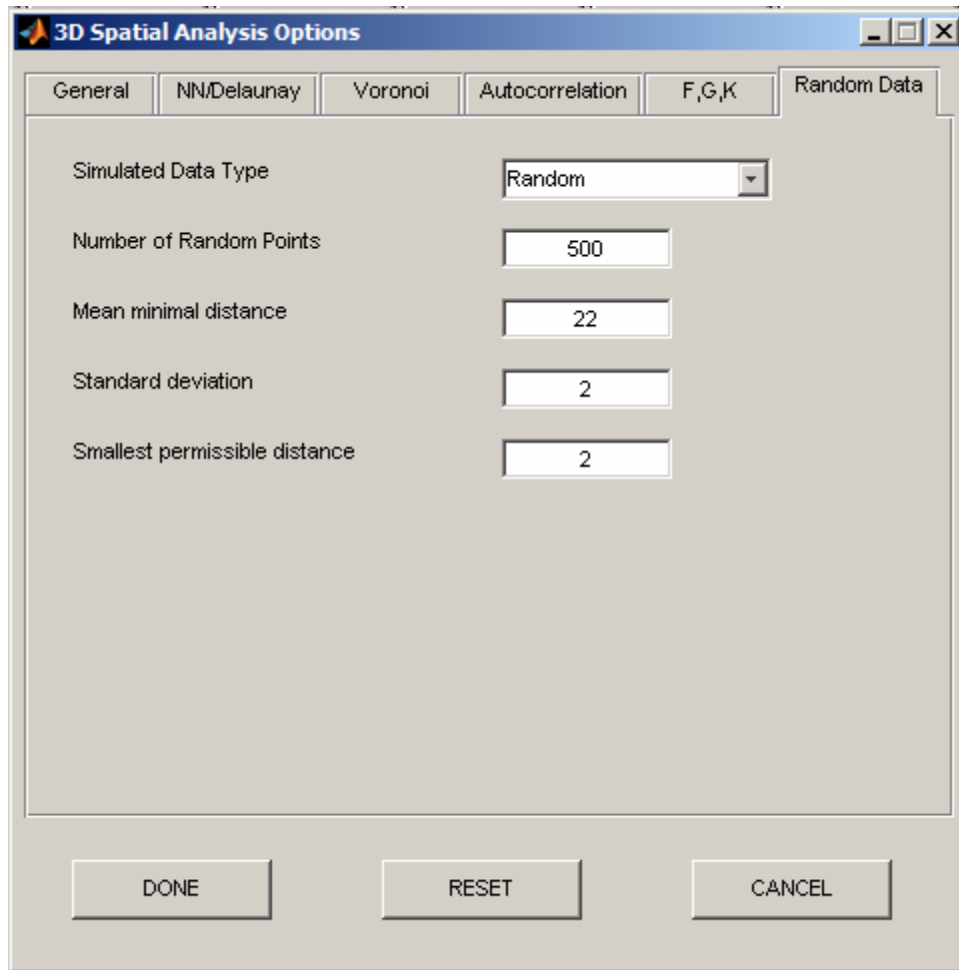 3D Spatial Analysis Options
General NN/Delaunay Voronoi Autocorrelation F,G,K Random Data
Simulated Data Type Random
Number of Random Points 500
Mean minimal distance 22
Standard deviation 2
Smallest permissible distance 2
DONE RESET CANCEL